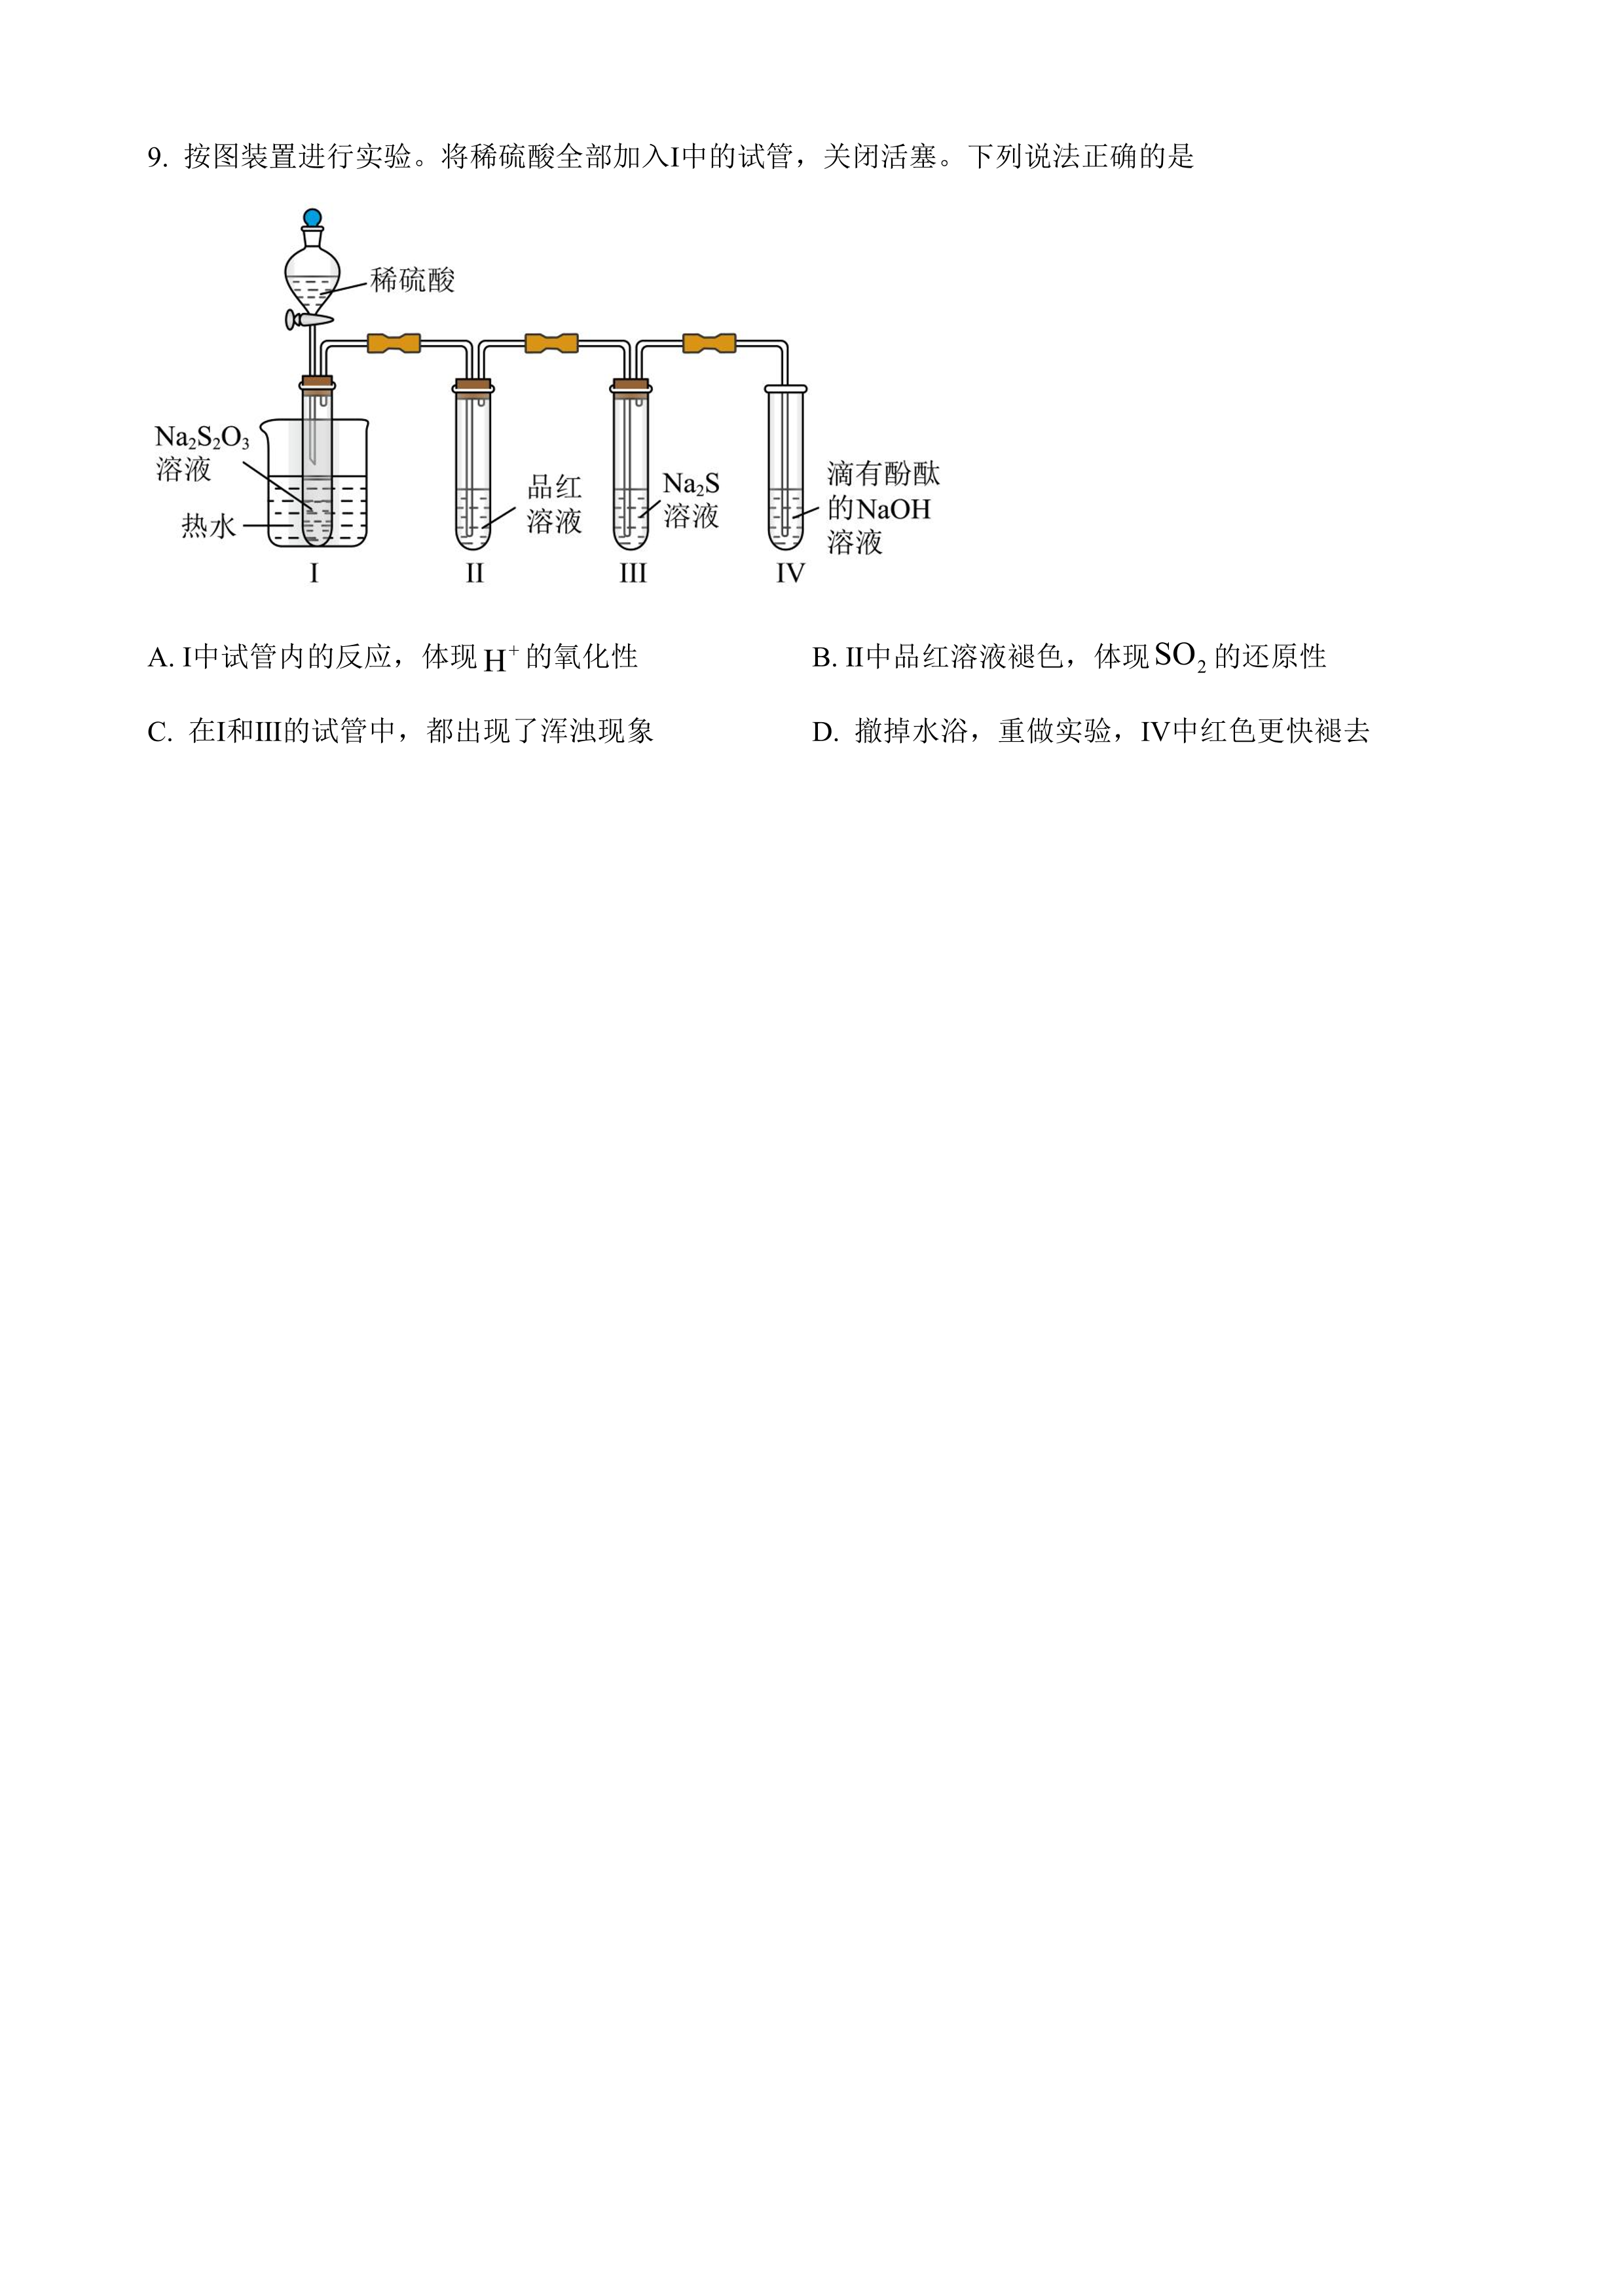 9. 按图装置进行实验。将稀硫酸全部加入I中的试管，关闭活塞。下列说法正确的是
稀硫酸
Na₂S₂O₃
溶液
热水
品红
溶液
Na₂S
溶液
滴有酚酞
的NaOH
溶液
I II III IV
A. I中试管内的反应，体现H⁺的氧化性 B. II中品红溶液褪色，体现SO₂的还原性
C. 在I和III的试管中，都出现了浑浊现象 D. 撤掉水浴，重做实验，IV中红色更快褪去